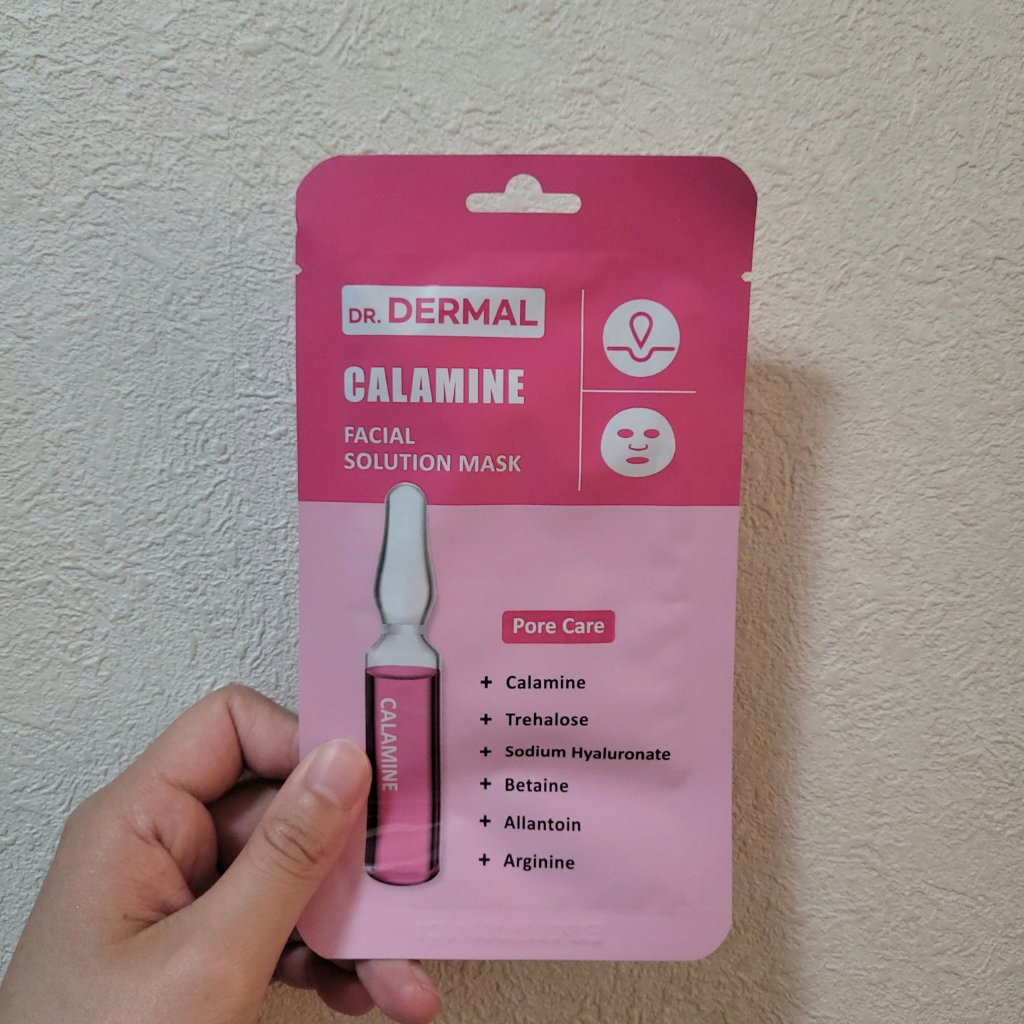 DR. DERMAL
CALAMINE
FACIAL
SOLUTION MASK
CALAMINE
Pore Care
+ Calamine
+ Trehalose
+ Sodium Hyaluronate
+ Betaine
+ Allantoin
+ Arginine